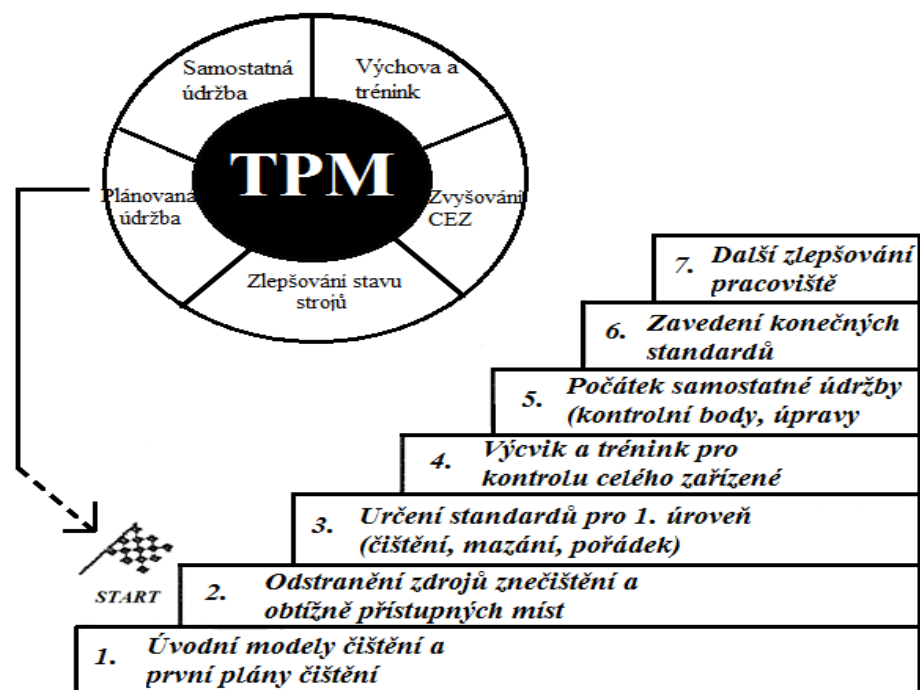 Samostatná
údržba
Výchova a
trénink
TPM
Plánovaná
údržba
Zvyšování
CEZ
Zlepšování stavu
strojů
7. Další zlepšování
pracoviště
6. Zavedení konečných
standardů
5. Počátek samostatné údržby
(kontrolní body, úpravy
4. Výcvik a trénink pro
kontrolu celého zařízené
3. Určení standardů pro 1. úroveň
(čištění, mazání, pořádek)
START
2. Odstranění zdrojů znečištění a
obtížně přístupných míst
1. Úvodní modely čištění a
první plány čištění